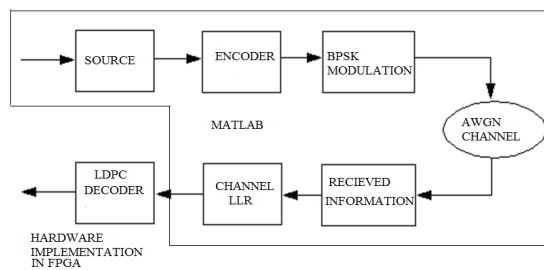 SOURCE
ENCODER
BPSK
MODULATION
AWGN
CHANNEL
MATLAB
LDPC
DECODER
CHANNEL
LLR
RECIEVED
INFORMATION
HARDWARE
IMPLEMENTATION
IN FPGA